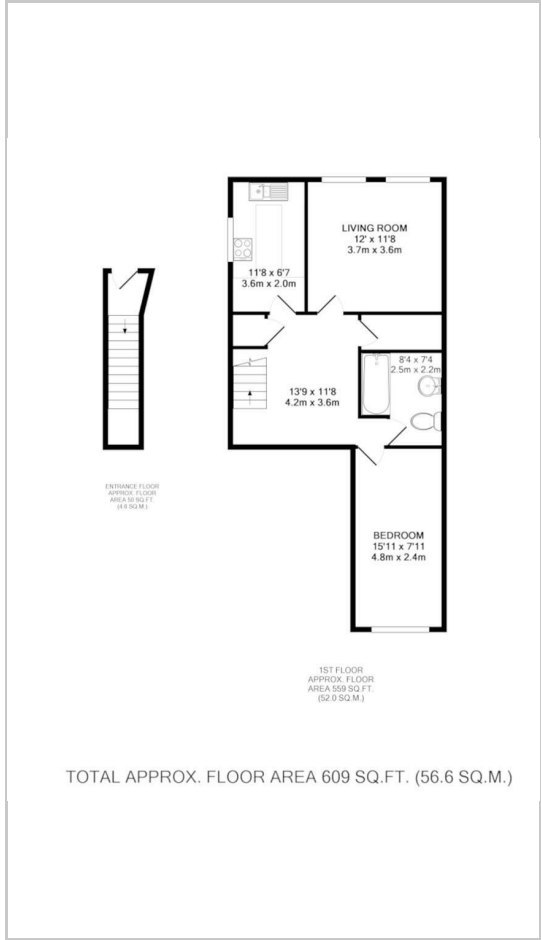 LIVING ROOM
12' x 11'8
3.7m x 3.6m
11'8 x 6'7
3.6m x 2.0m
8'4 x 7'4
2.5m x 2.2m
13'9 x 11'8
4.2m x 3.6m
ENTRANCE FLOOR
APPROX. FLOOR
AREA 50 SQ.FT.
(4.6 SQ.M.)
BEDROOM
15'11 x 7'11
4.8m x 2.4m
1ST FLOOR
APPROX. FLOOR
AREA 559 SQ.FT.
(52.0 SQ.M.)
TOTAL APPROX. FLOOR AREA 609 SQ.FT. (56.6 SQ.M.)